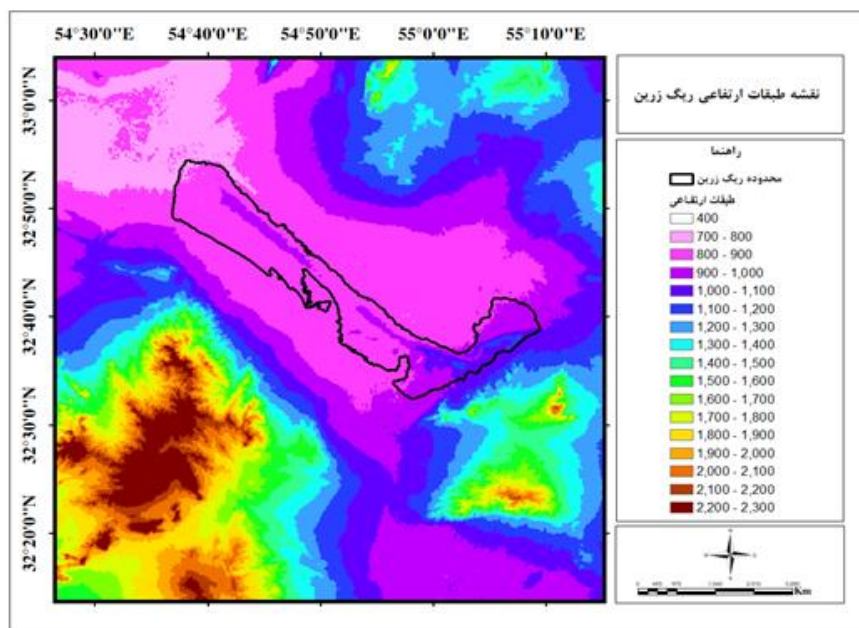 54°30'0"E 54°40'0"E 54°50'0"E 55°0'0"E 55°10'0"E
33°0'0"N
32°50'0"N
32°40'0"N
32°30'0"N
32°20'0"N
نقشه طبقات ارتفاعی ریگ زرین
راهنما
محدوده ریگ زرین
طبقات ارتفاعی
400
700 - 800
800 - 900
900 - 1,000
1,000 - 1,100
1,100 - 1,200
1,200 - 1,300
1,300 - 1,400
1,400 - 1,500
1,500 - 1,600
1,600 - 1,700
1,700 - 1,800
1,800 - 1,900
1,900 - 2,000
2,000 - 2,100
2,100 - 2,200
2,200 - 2,300
Km